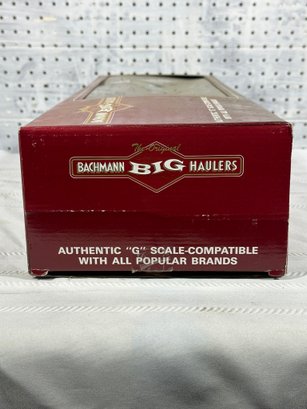 The Original
BACHMANN BIG HAULERS
AUTHENTIC "G" SCALE-COMPATIBLE
WITH ALL POPULAR BRANDS